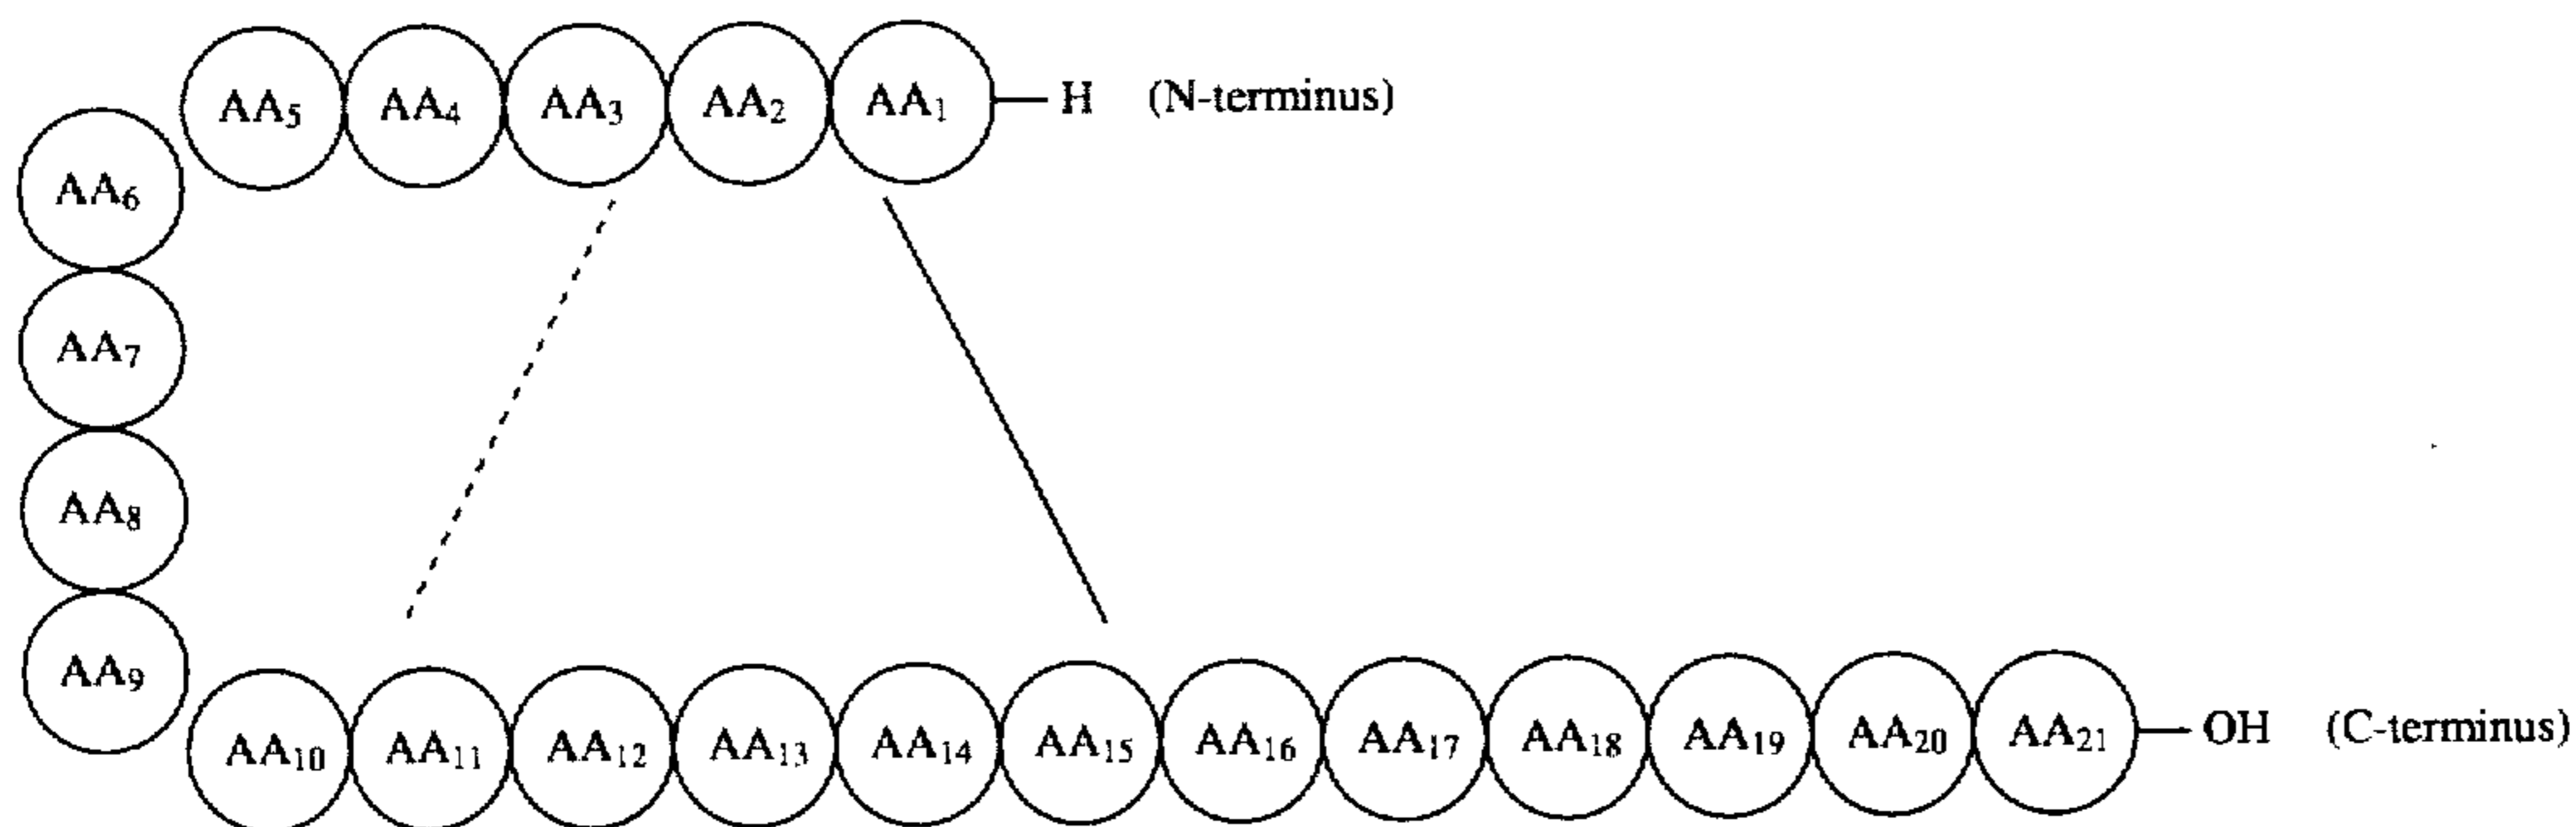 AA₅ AA₄ AA₃ AA₂ AA₁ H (N-terminus)
AA₆
AA₇
AA₈
AA₉
AA₁₀ AA₁₁ AA₁₂ AA₁₃ AA₁₄ AA₁₅ AA₁₆ AA₁₇ AA₁₈ AA₁₉ AA₂₀ AA₂₁ OH (C-terminus)